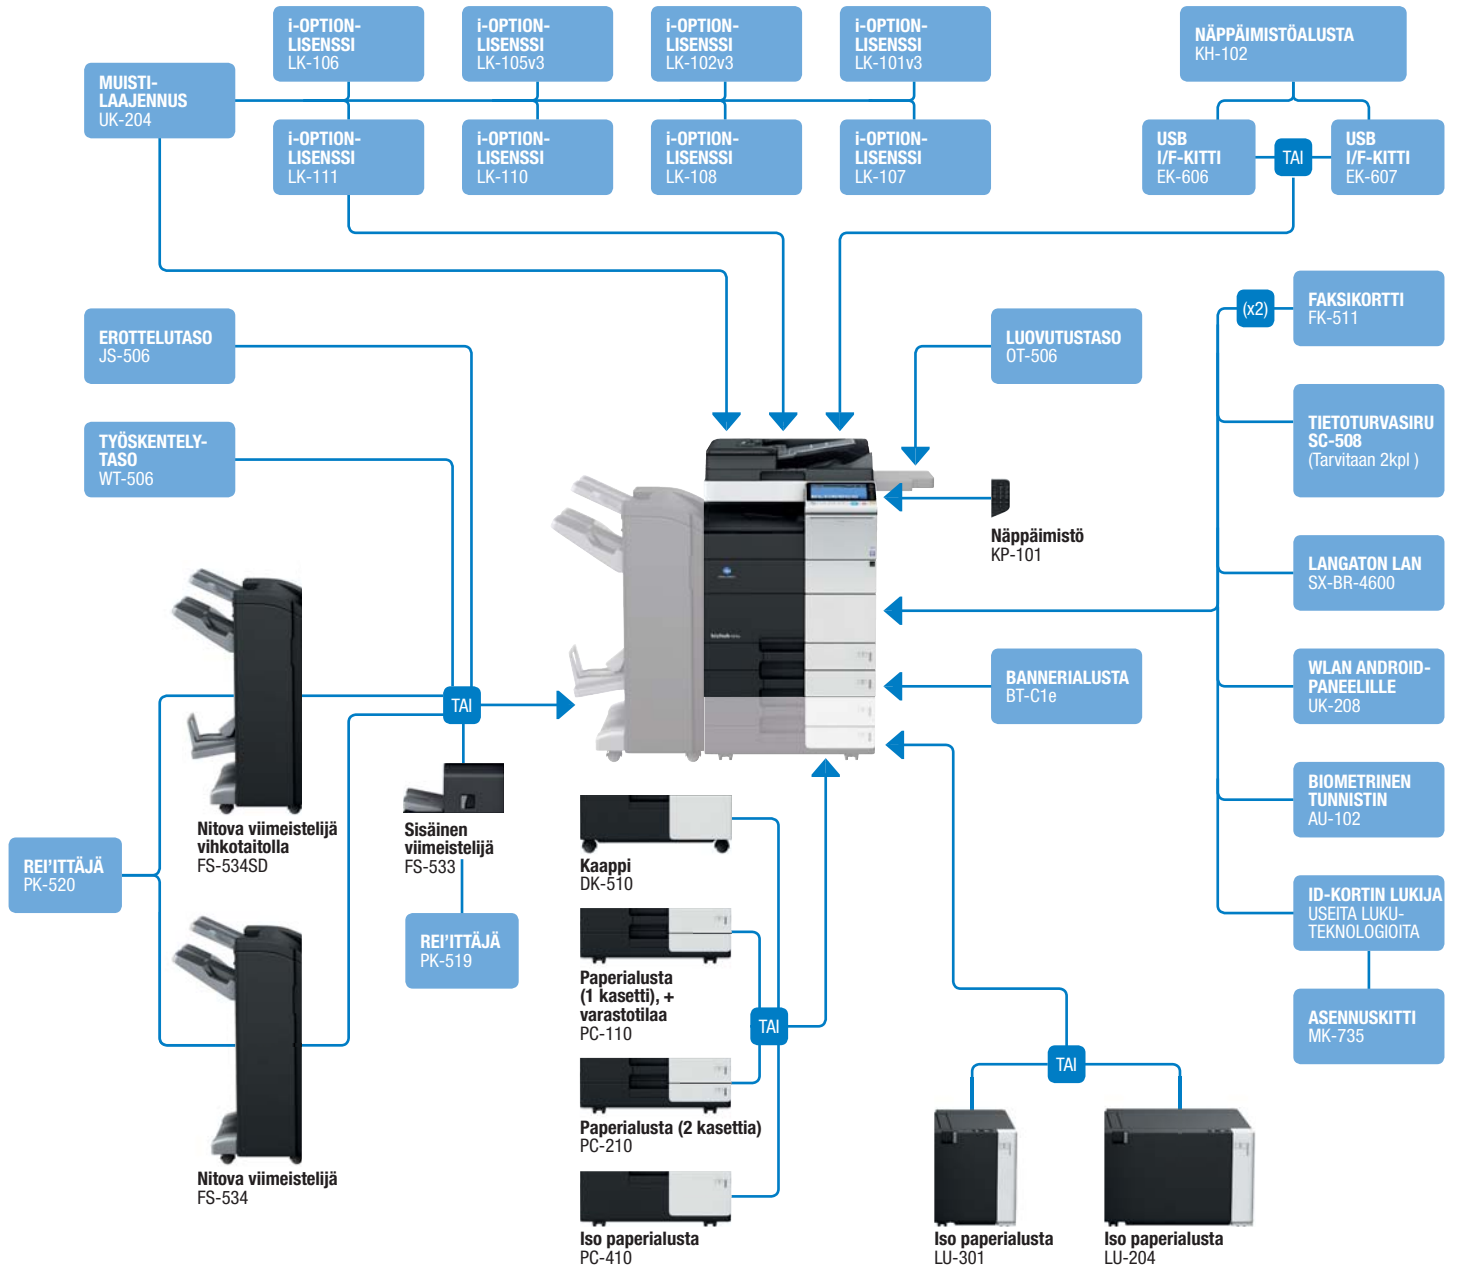 i-OPTION-
LISENSSI
LK-106
i-OPTION-
LISENSSI
LK-105v3
i-OPTION-
LISENSSI
LK-102v3
i-OPTION-
LISENSSI
LK-101v3
NÄPPÄIMISTÖALUSTA
KH-102
MUISTI-
LAAJENNUS
UK-204
i-OPTION-
LISENSSI
LK-111
i-OPTION-
LISENSSI
LK-110
i-OPTION-
LISENSSI
LK-108
i-OPTION-
LISENSSI
LK-107
USB
I/F-KITTI
EK-606
TAI
USB
I/F-KITTI
EK-607
EROTTELUTASO
JS-506
LUOVUTUSTASO
OT-506
(x2)
FAKSIKORTTI
FK-511
TYÖSKENTELY-
TASO
WT-506
TIETOTURVASIRU
SC-508
(Tarvitaan 2kpl )
Näppäimistö
KP-101
LANGATON LAN
SX-BR-4600
bizhub
BANNERIALUSTA
BT-C1e
WLAN ANDROID-
PANEELILLE
UK-208
TAI
BIOMETRINEN
TUNNISTIN
AU-102
Nitova viimeistelijä
vihkotaitolla
FS-534SD
Sisäinen
viimeistelijä
FS-533
Kaappi
DK-510
REI'ITTÄJÄ
PK-520
REI'ITTÄJÄ
PK-519
ID-KORTIN LUKIJA
USEITA LUKU-
TEKNOLOGIOITA
Paperialusta
(1 kasetti), +
varastotilaa
PC-110
TAI
ASENNUSKITTI
MK-735
TAI
Paperialusta (2 kasettia)
PC-210
Nitova viimeistelijä
FS-534
Iso paperialusta
PC-410
Iso paperialusta
LU-301
Iso paperialusta
LU-204